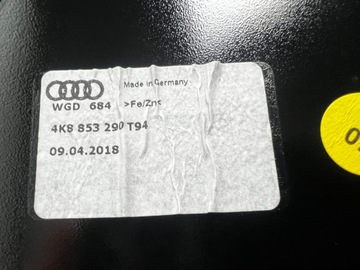 Made in Germany
WGD 684 >Fe/Zn<
4K8 853 290 T94
09.04.2018